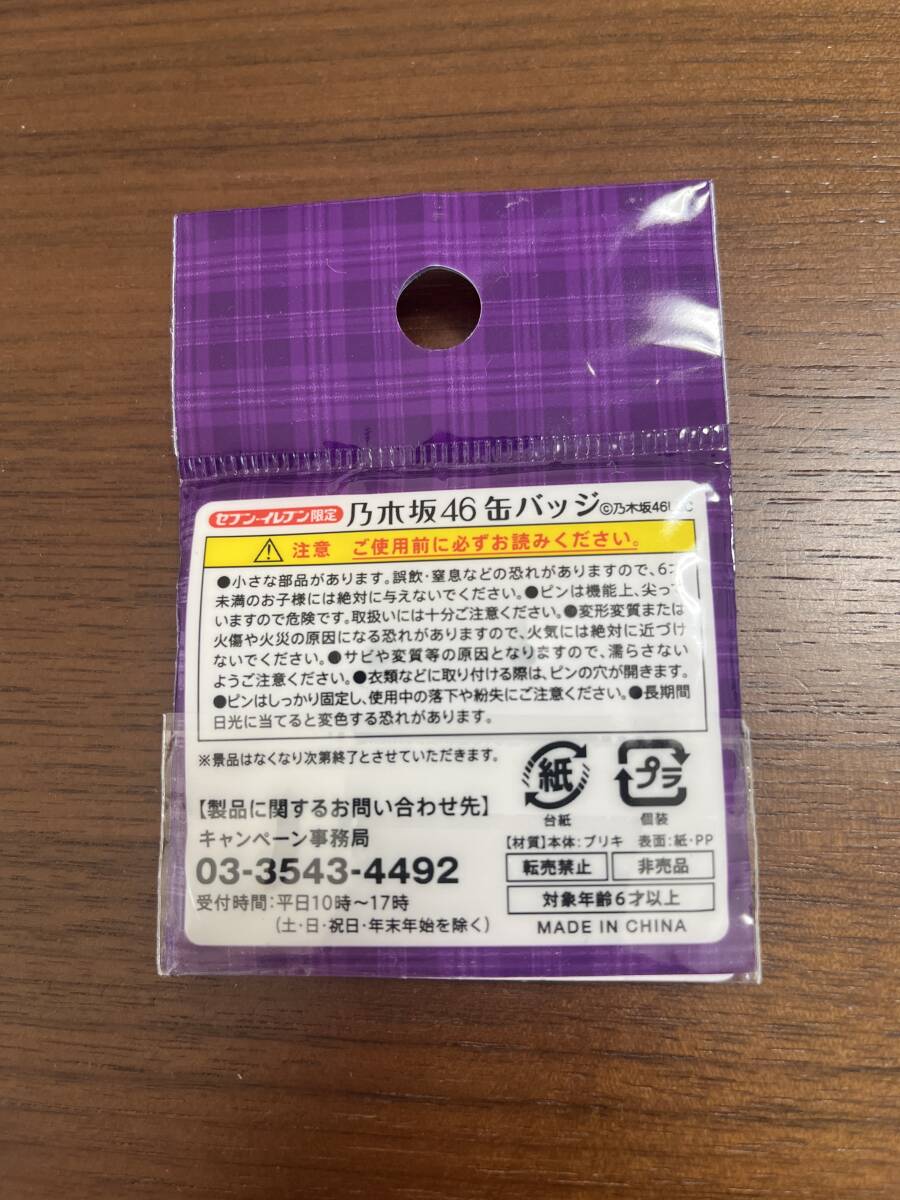 セブン-イレブン限定 乃木坂46 缶バッジ ©乃木坂46L C
注意 ご使用前に必ずお読みください。
●小さな部品があります。誤飲・窒息などの恐れがありますので、6才
未満のお子様には絶対に与えないでください。●ピンは機能上、尖って
いますので危険です。取扱いには十分ご注意ください。●変形変質または
火傷や火災の原因になる恐れがありますので、火気には絶対に近づけ
ないでください。●サビや変質等の原因となりますので、濡らさない
ようご注意ください。●衣類などに取り付ける際は、ピンの穴が開きます。
●ピンはしっかり固定し、使用中の落下や紛失にご注意ください。●長期間
日光に当てると変色する恐れがあります。
※景品はなくなり次第終了とさせていただきます。
紙
台紙
プラ
個装
【製品に関するお問い合わせ先】
キャンペーン事務局
03-3543-4492
受付時間:平日10時〜17時
(土・日・祝日・年末年始を除く)
【材質】本体:ブリキ 表面:紙・PP
転売禁止 非売品
対象年齢6才以上
MADE IN CHINA